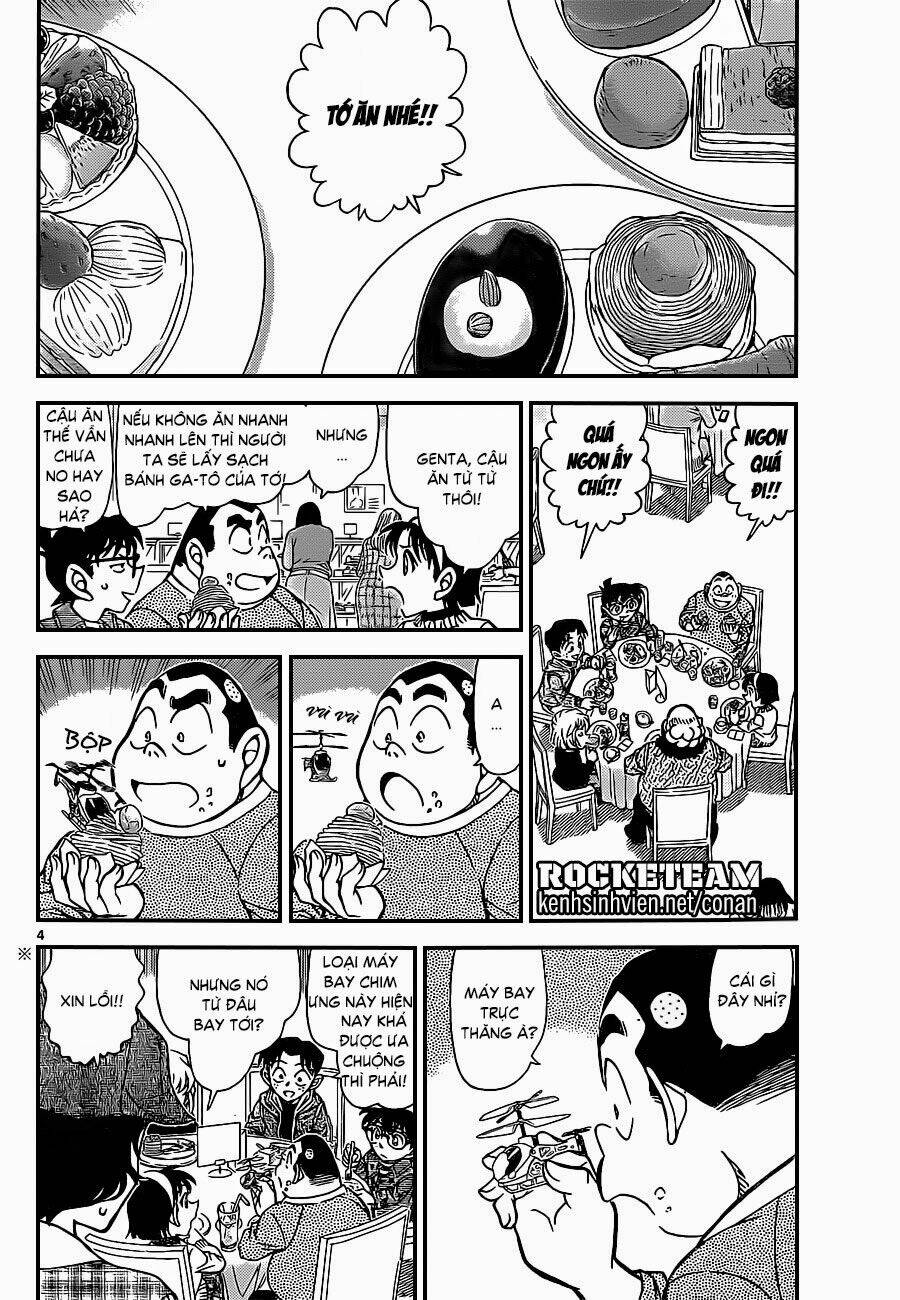 TỚ ĂN NHÉ!!
NGON
QUÁ
ĐI!!
QUÁ
NGON ẤY
CHỨ!!
GENTA, CẬU
ĂN TỪ TỪ
THÔI!
NHƯNG
...
NẾU KHÔNG ĂN NHANH
NHANH LÊN THÌ NGƯỜI
TA SẼ LẤY SẠCH
BÁNH GA-TÔ CỦA TỚ!
CẬU ĂN
THẾ VẪN
CHƯA
NO HAY
SAO
HẢ?
A
...
vù vù
BỘP
ROCKETEAM
kenhsinhvien.net/conan
4
※
CÁI GÌ
ĐÂY NHỈ?
MÁY BAY
TRỰC
THĂNG À?
LOẠI MÁY
BAY CHIM
ƯNG NÀY HIỆN
NAY KHÁ
ĐƯỢC ƯA
CHUỘNG
THÌ PHẢI!
NHƯNG NÓ
TỪ ĐÂU
BAY TỚI?
XIN LỖI!!